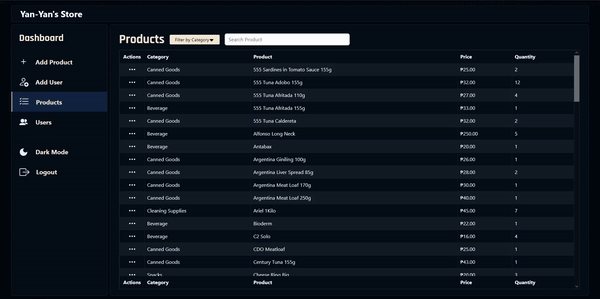 Yan-Yan's Store
Dashboard
Add Product
Add User
Products
Users
Dark Mode
Logout
Products
Filter by Category
Search Product
Actions Category Product Price Quantity
Canned Goods 555 Sardines in Tomato Sauce 155g ₱25.00 2
Canned Goods 555 Tuna Adobo 155g ₱32.00 12
Canned Goods 555 Tuna Afritada 110g ₱27.00 4
Beverage 555 Tuna Afritada 155g ₱33.00 1
Canned Goods 555 Tuna Caldereta ₱32.00 2
Beverage Alfonso Long Neck ₱250.00 5
Beverage Antabax ₱20.00 1
Canned Goods Argentina Giniling 100g ₱26.00 1
Canned Goods Argentina Liver Spread 85g ₱28.00 2
Canned Goods Argentina Meat Loaf 170g ₱30.00 1
Canned Goods Argentina Meat Loaf 250g ₱40.00 1
Cleaning Supplies Ariel 1Kilo ₱45.00 7
Beverage Bioderm ₱22.00 1
Beverage C2 Solo ₱16.00 4
Canned Goods CDO Meatloaf ₱25.00 1
Canned Goods Century Tuna 155g ₱43.00 1
Snacks Cheese Ring Big ₱20.00 3
Actions Category Product Price Quantity